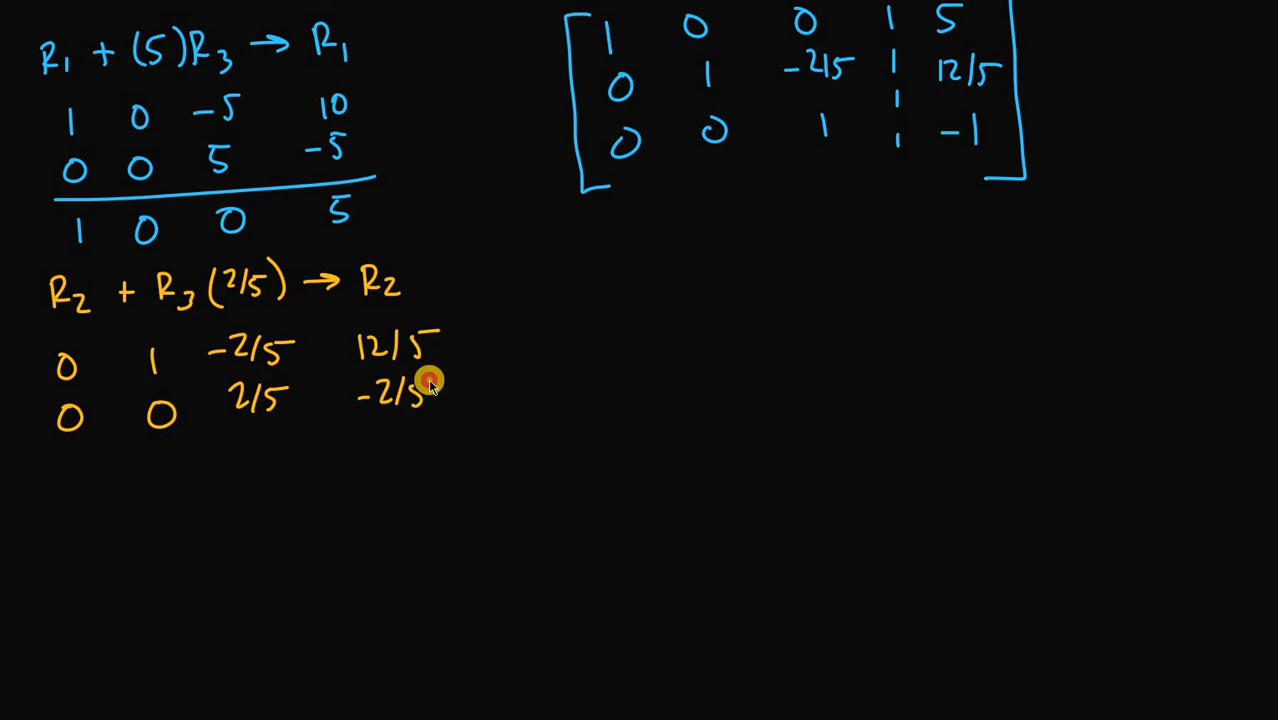 R1 + (5)R3 → R1
1 0 -5 10
0 0 5 -5
1 0 0 5
R2 + R3 (2/5) → R2
0 1 -2/5 12/5
0 0 2/5 -2/5
1 0 0 | 5
0 1 -2/5 | 12/5
0 0 1 | -1